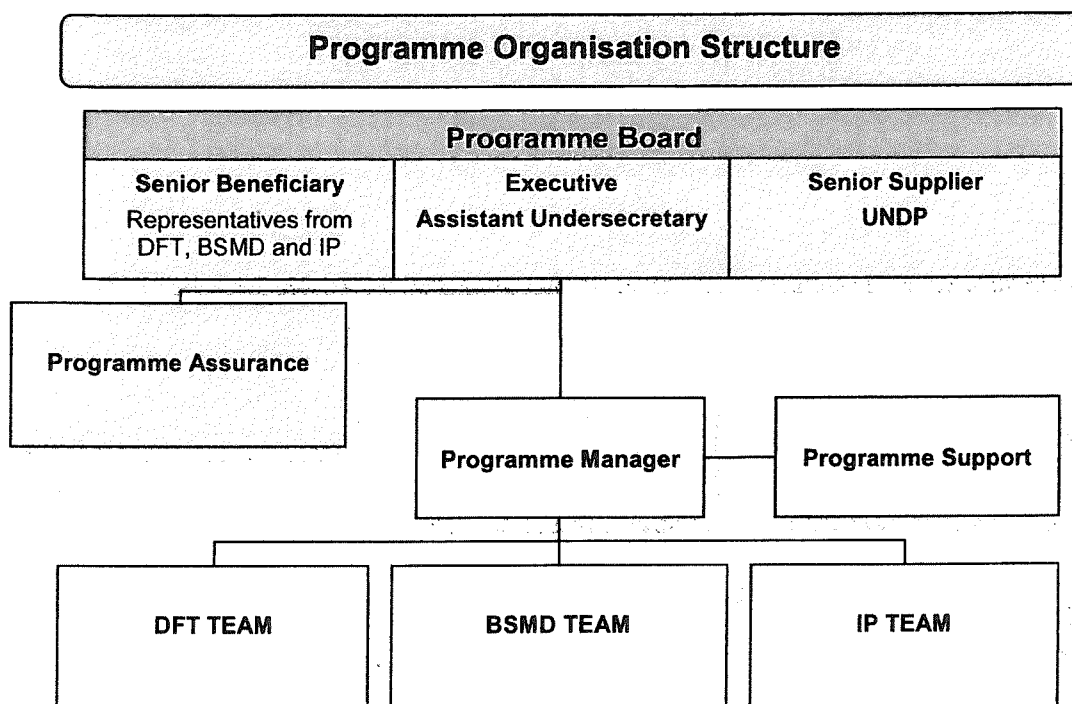 Programme Organisation Structure
Programme Board
Senior Beneficiary
Representatives from
DFT, BSMD and IP
Executive
Assistant Undersecretary
Senior Supplier
UNDP
Programme Assurance
Programme Manager
Programme Support
DFT TEAM
BSMD TEAM
IP TEAM